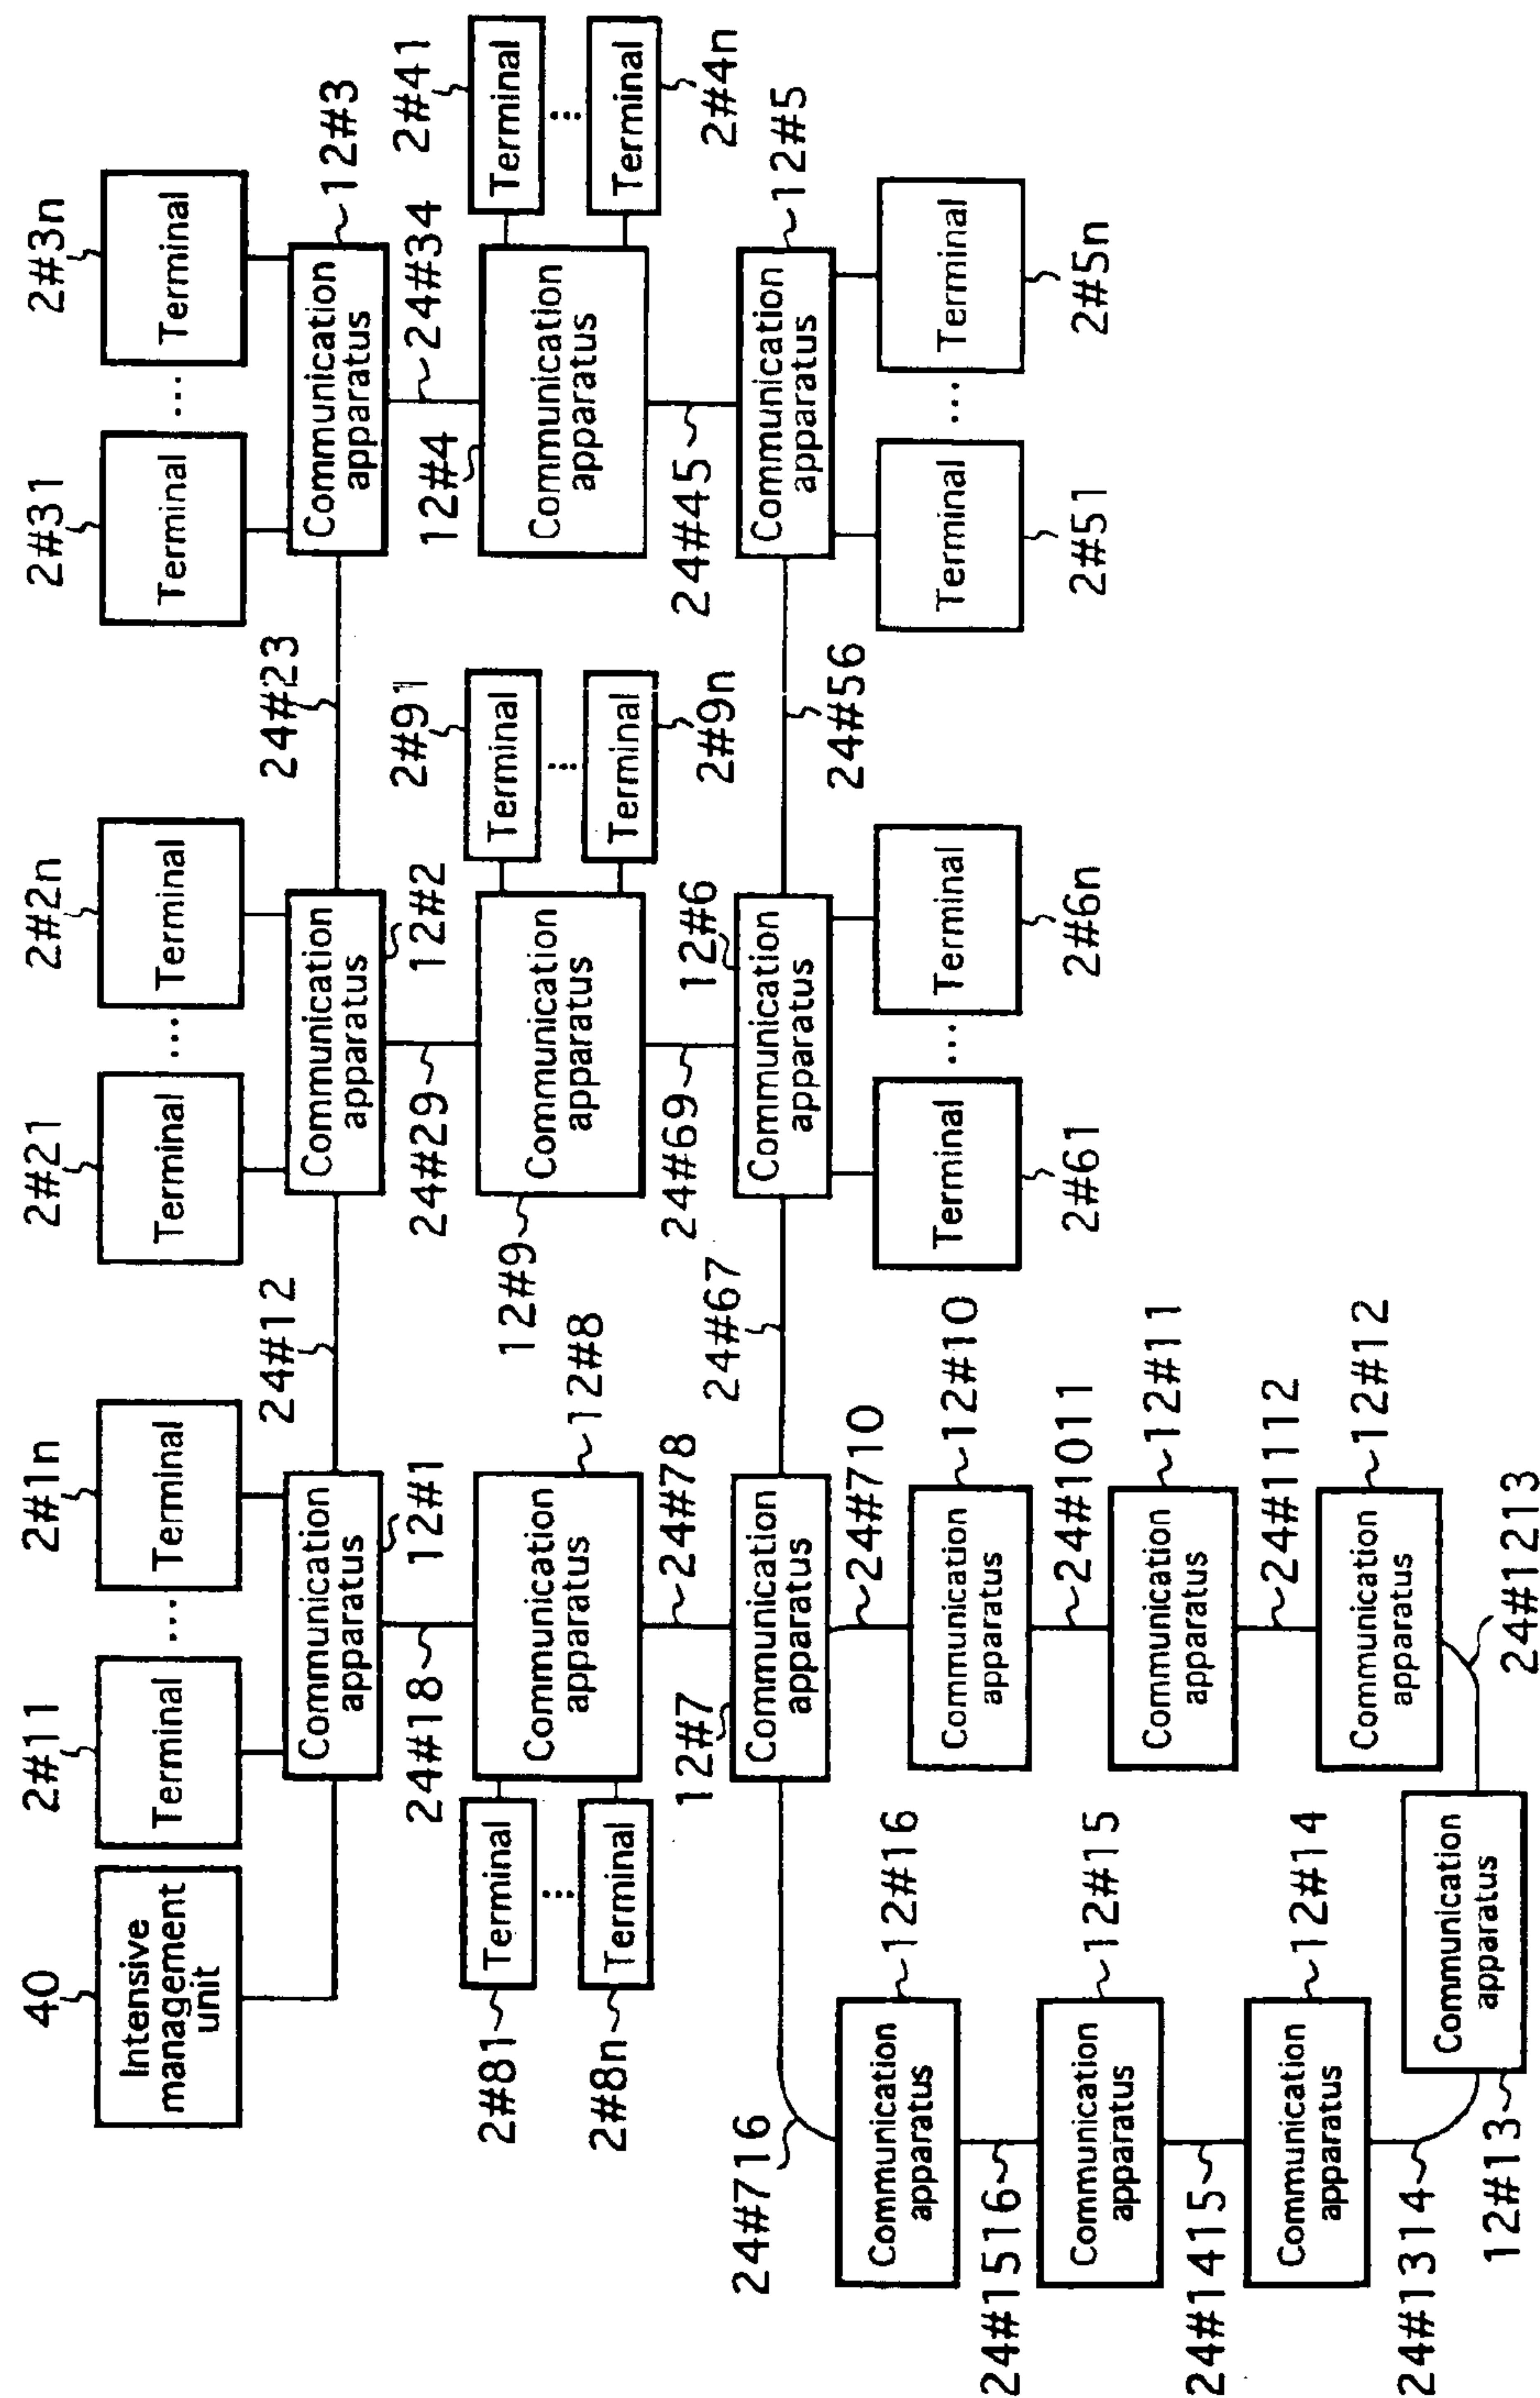 40
2#11
2#1n
2#21
2#2n
2#31
2#3n
Intensive
management
unit
Terminal
...
Terminal
Terminal
...
Terminal
Terminal
...
Terminal
24#12
24#23
Communication
apparatus
Communication
apparatus
Communication
apparatus
12#1
12#2
12#3
24#18
24#29
12#4
24#34
2#41
2#81
Terminal
...
Terminal
2#8n
Communication
apparatus
12#8
12#9
Communication
apparatus
2#91
Terminal
...
Terminal
2#9n
Communication
apparatus
Terminal
...
Terminal
2#4n
12#7
24#78
24#67
24#69
12#6
24#45
12#5
Communication
apparatus
Communication
apparatus
Communication
apparatus
24#716
24#710
24#56
Terminal
...
Terminal
Terminal
...
Terminal
2#61
2#6n
2#51
2#5n
Communication
apparatus
12#16
Communication
apparatus
12#10
24#1516
24#1011
Communication
apparatus
12#15
Communication
apparatus
12#11
24#1415
24#1112
Communication
apparatus
12#14
Communication
apparatus
12#12
24#1314
24#1213
Communication
apparatus
12#13